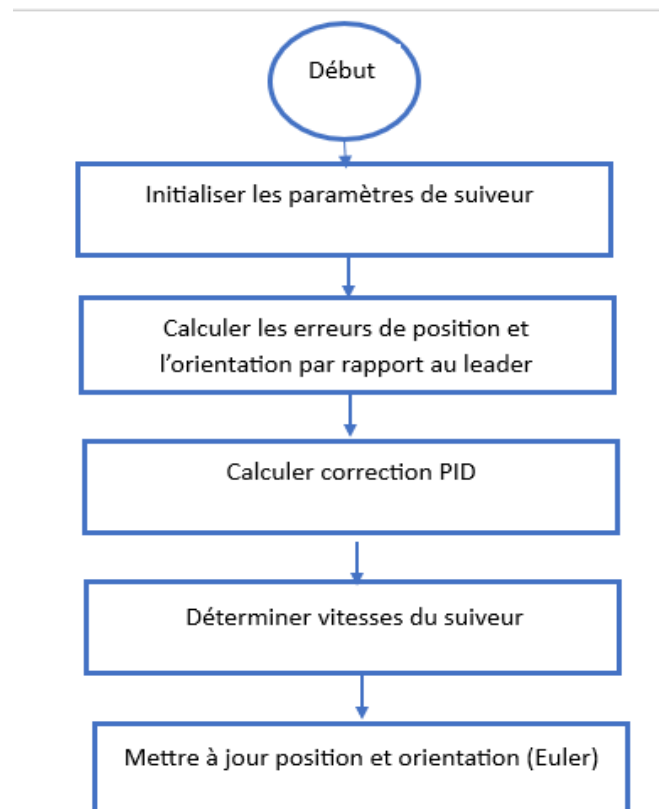 Début
Initialiser les paramètres de suiveur
Calculer les erreurs de position et
l’orientation par rapport au leader
Calculer correction PID
Déterminer vitesses du suiveur
Mettre à jour position et orientation (Euler)